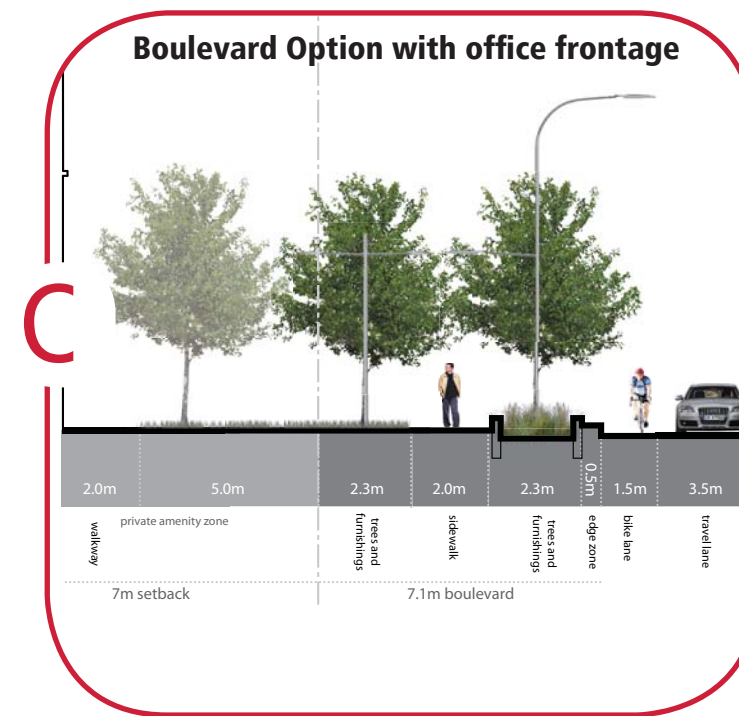 Boulevard Option with office frontage
C
2.0m
5.0m
2.3m
2.0m
2.3m
0.5m
1.5m
3.5m
walkway
private amenity zone
trees and
furnishings
sidewalk
trees and
furnishings
edge zone
bike lane
travel lane
7m setback
7.1m boulevard